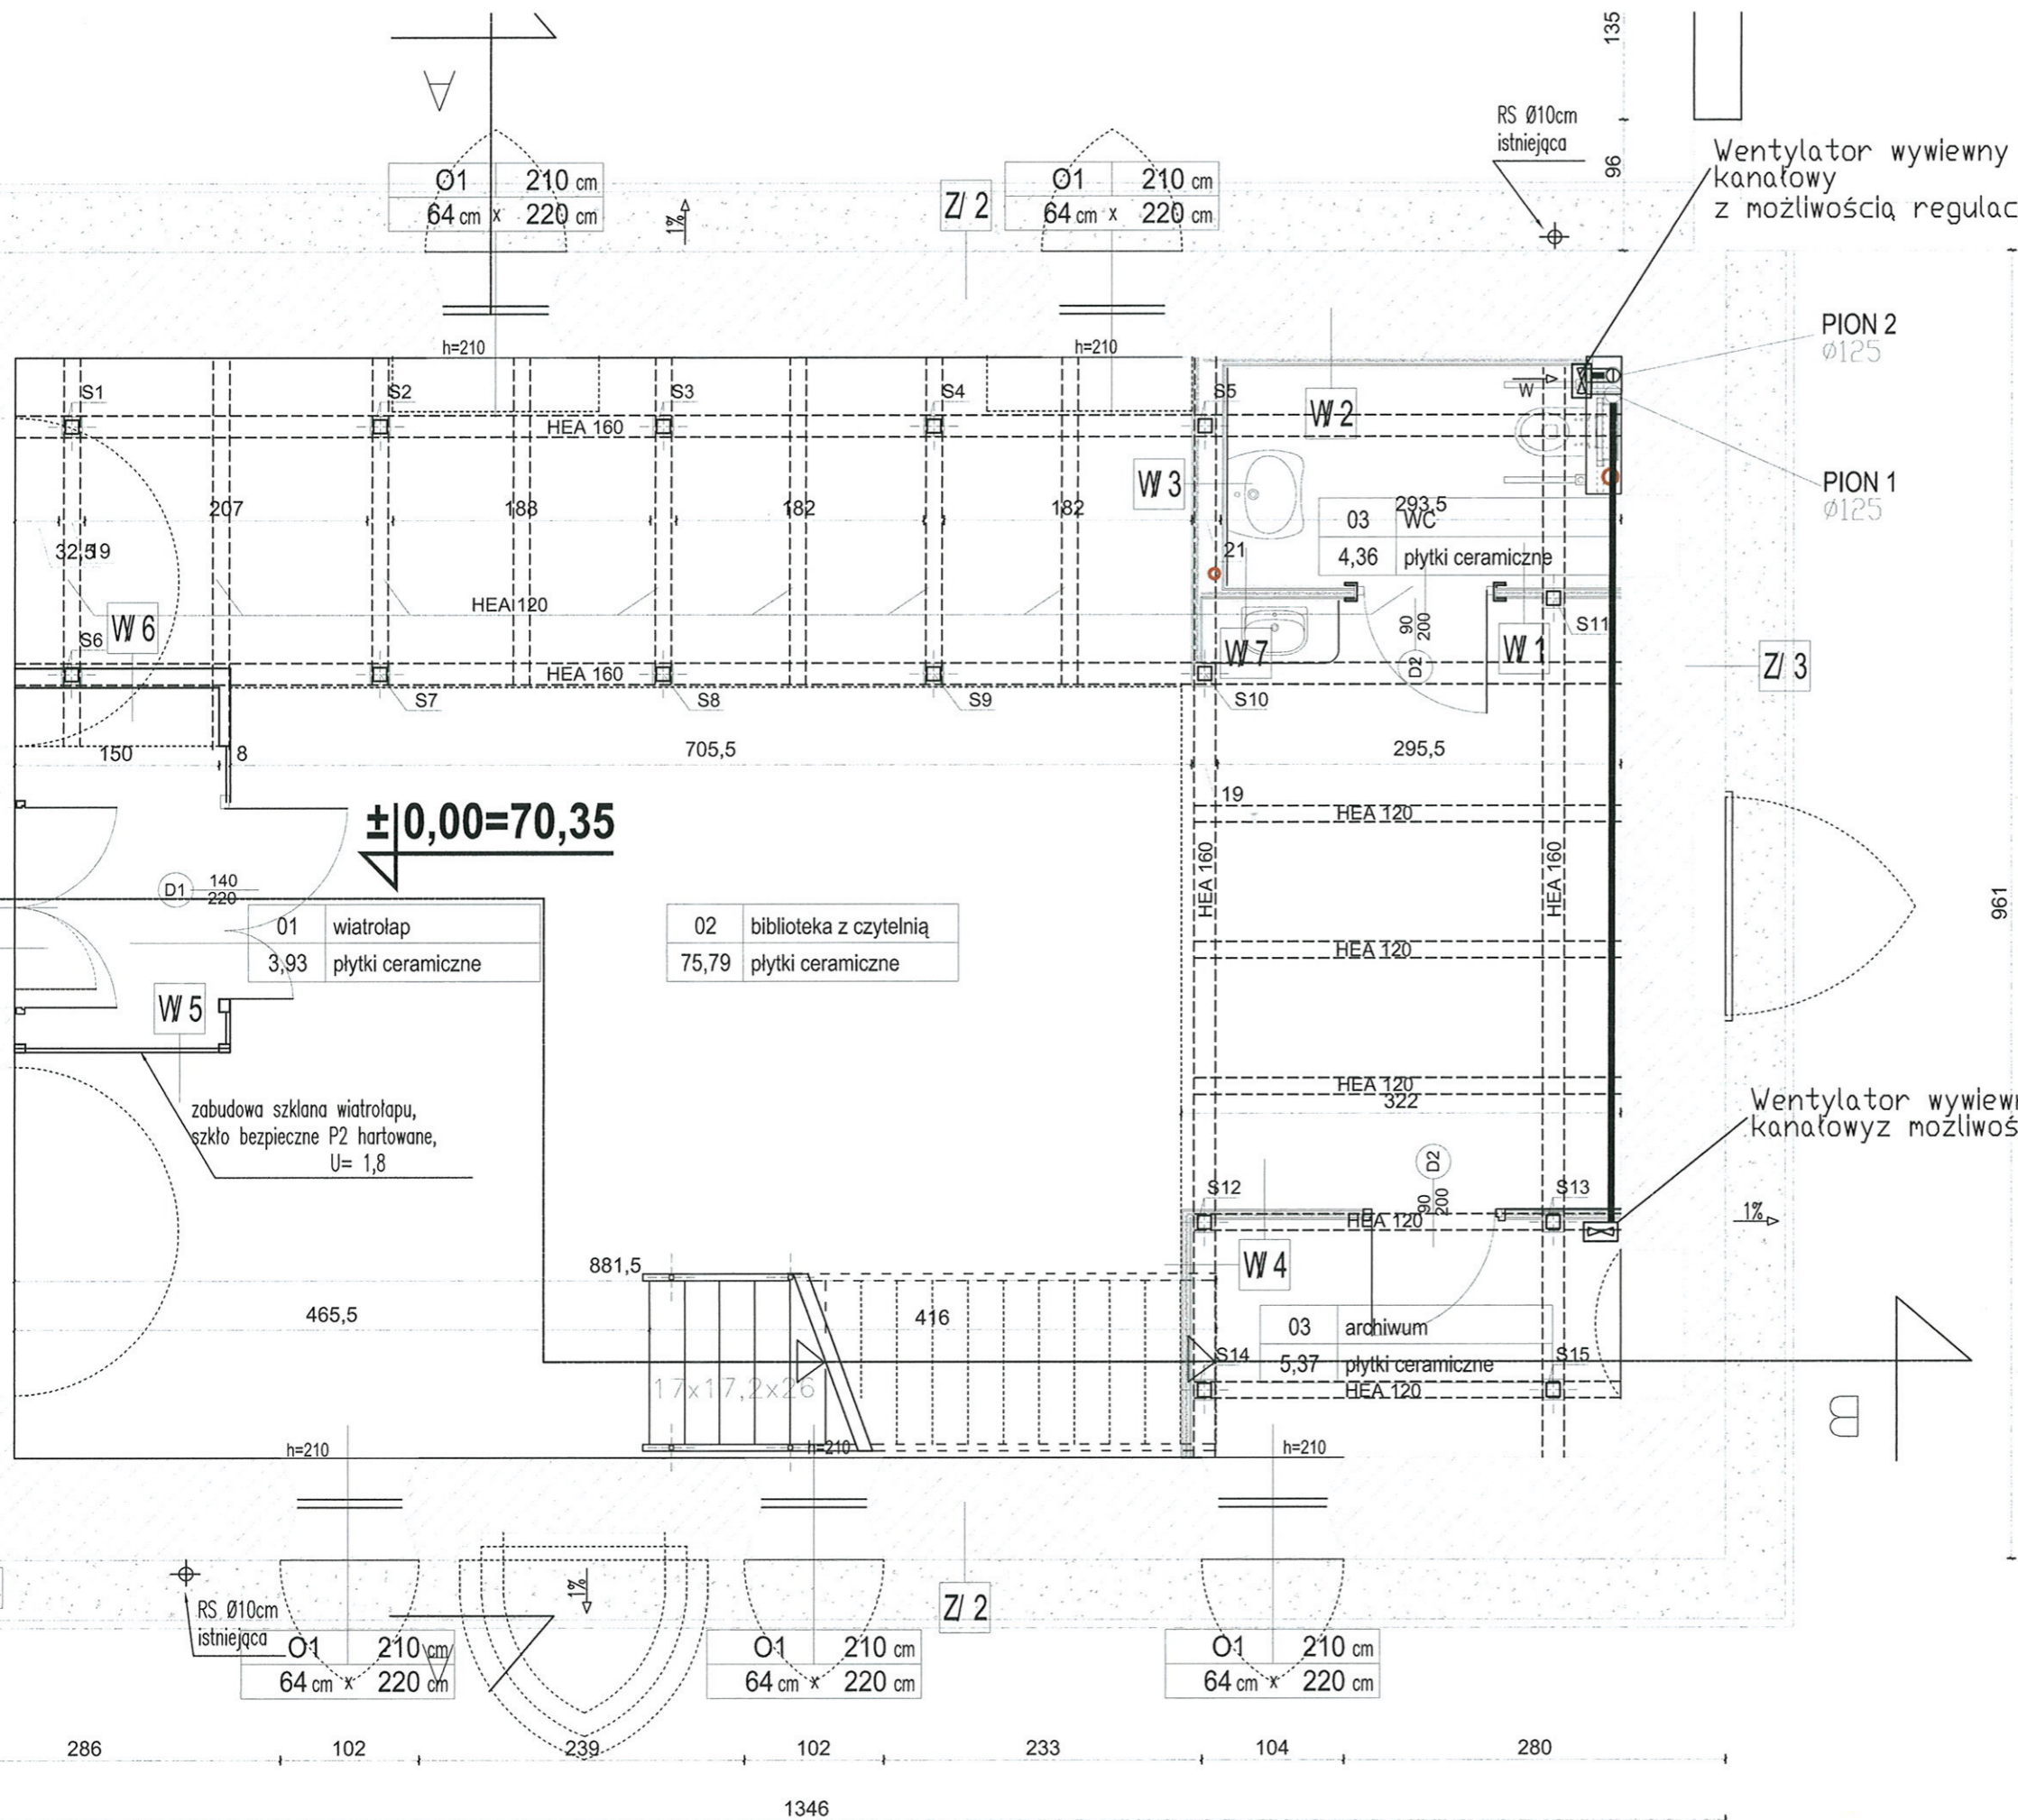 135
A
RS Ø10cm
istniejąca
96
Wentylator wywiewny
kanałowy
z możliwością regulac
O1 210 cm
64 cm x 220 cm
1%
Z/ 2
O1 210 cm
64 cm x 220 cm
PION 2
Ø125
h=210
h=210
S1
S2
S3
S4
S5
W
W/ 2
HEA 160
W/ 3
PION 1
Ø125
207
188
182
182
293,5
03 WC
4,36 płytki ceramiczne
32,5
19
21
HEA 120
W/ 6
S6
90
200
D2
S11
W/ 7
W/ 1
Z/ 3
HEA 160
S7
S8
S9
S10
150
8
705,5
295,5
19
±0,00=70,35
HEA 120
HEA 160
HEA 160
D1
140
220
01 wiatrołap
3,93 płytki ceramiczne
02 biblioteka z czytelnią
75,79 płytki ceramiczne
961
HEA 120
W/ 5
HEA 120
322
zabudowa szklana wiatrołapu,
szkło bezpieczne P2 hartowane,
U= 1,8
Wentylator wywiewn
kanałowyz możliwoś
D2
90
200
S12
S13
HEA 120
1%
881,5
W/ 4
465,5
416
03 archiwum
5,37 płytki ceramiczne
S14
S15
HEA 120
17x17,2x26
B
h=210
h=210
h=210
RS Ø10cm
istniejąca
1%
Z/ 2
O1 210 cm
64 cm x 220 cm
O1 210 cm
64 cm x 220 cm
O1 210 cm
64 cm x 220 cm
286
102
239
102
233
104
280
1346